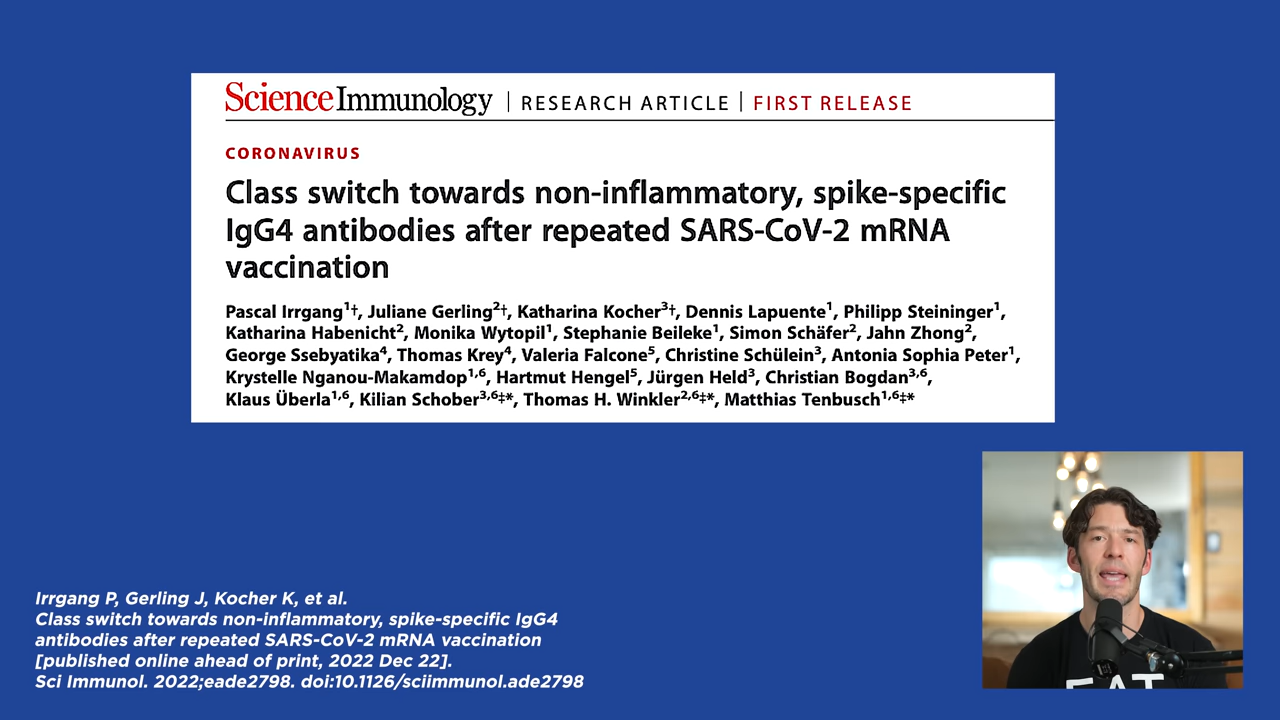 Science Immunology | RESEARCH ARTICLE | FIRST RELEASE
CORONAVIRUS
Class switch towards non-inflammatory, spike-specific
IgG4 antibodies after repeated SARS-CoV-2 mRNA
vaccination
Pascal Irrgang1†, Juliane Gerling2†, Katharina Kocher3†, Dennis Lapuente1, Philipp Steininger1,
Katharina Habenicht2, Monika Wytopil1, Stephanie Beileke1, Simon Schäfer2, Jahn Zhong2,
George Ssebyatika4, Thomas Krey4, Valeria Falcone5, Christine Schülein3, Antonia Sophia Peter1,
Krystelle Nganou-Makamdop1,6, Hartmut Hengel5, Jürgen Held3, Christian Bogdan3,6,
Klaus Überla1,6, Kilian Schober3,6‡*, Thomas H. Winkler2,6‡*, Matthias Tenbusch1,6‡*
Irrgang P, Gerling J, Kocher K, et al.
Class switch towards non-inflammatory, spike-specific IgG4
antibodies after repeated SARS-CoV-2 mRNA vaccination
[published online ahead of print, 2022 Dec 22].
Sci Immunol. 2022;eade2798. doi:10.1126/sciimmunol.ade2798